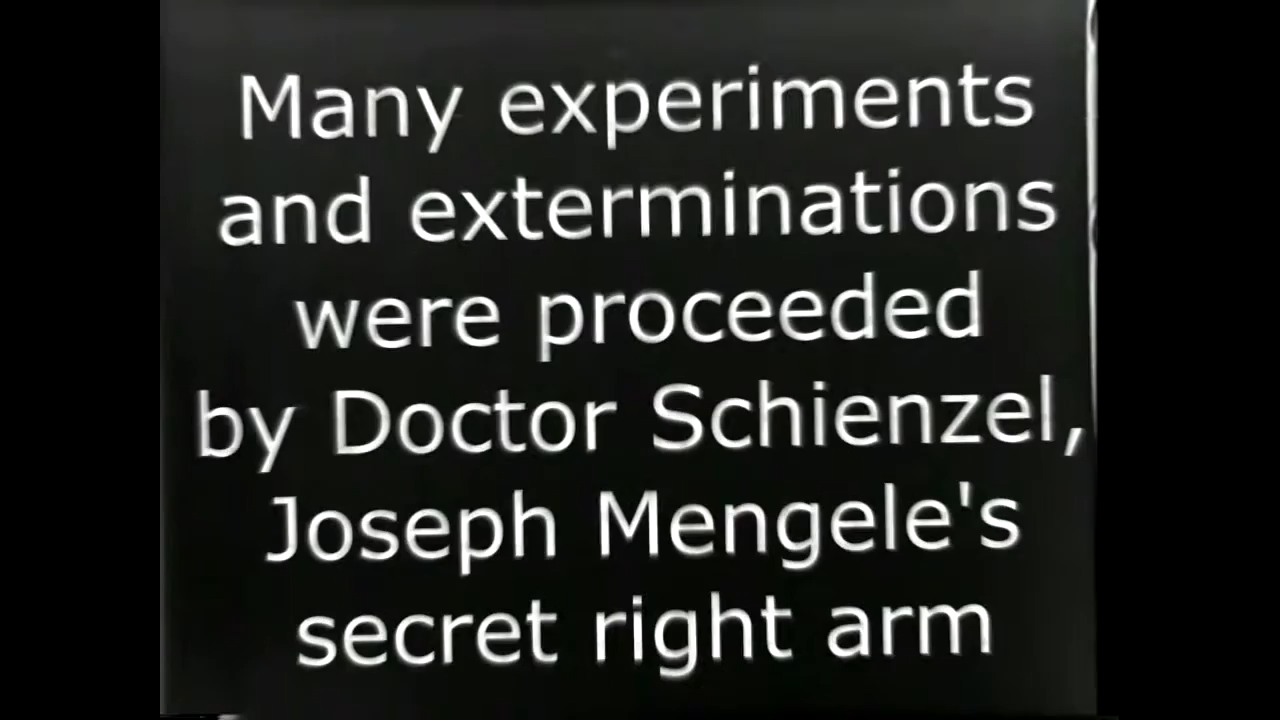 Many experiments
and exterminations
were proceeded
by Doctor Schienzel,
Joseph Mengele's
secret right arm